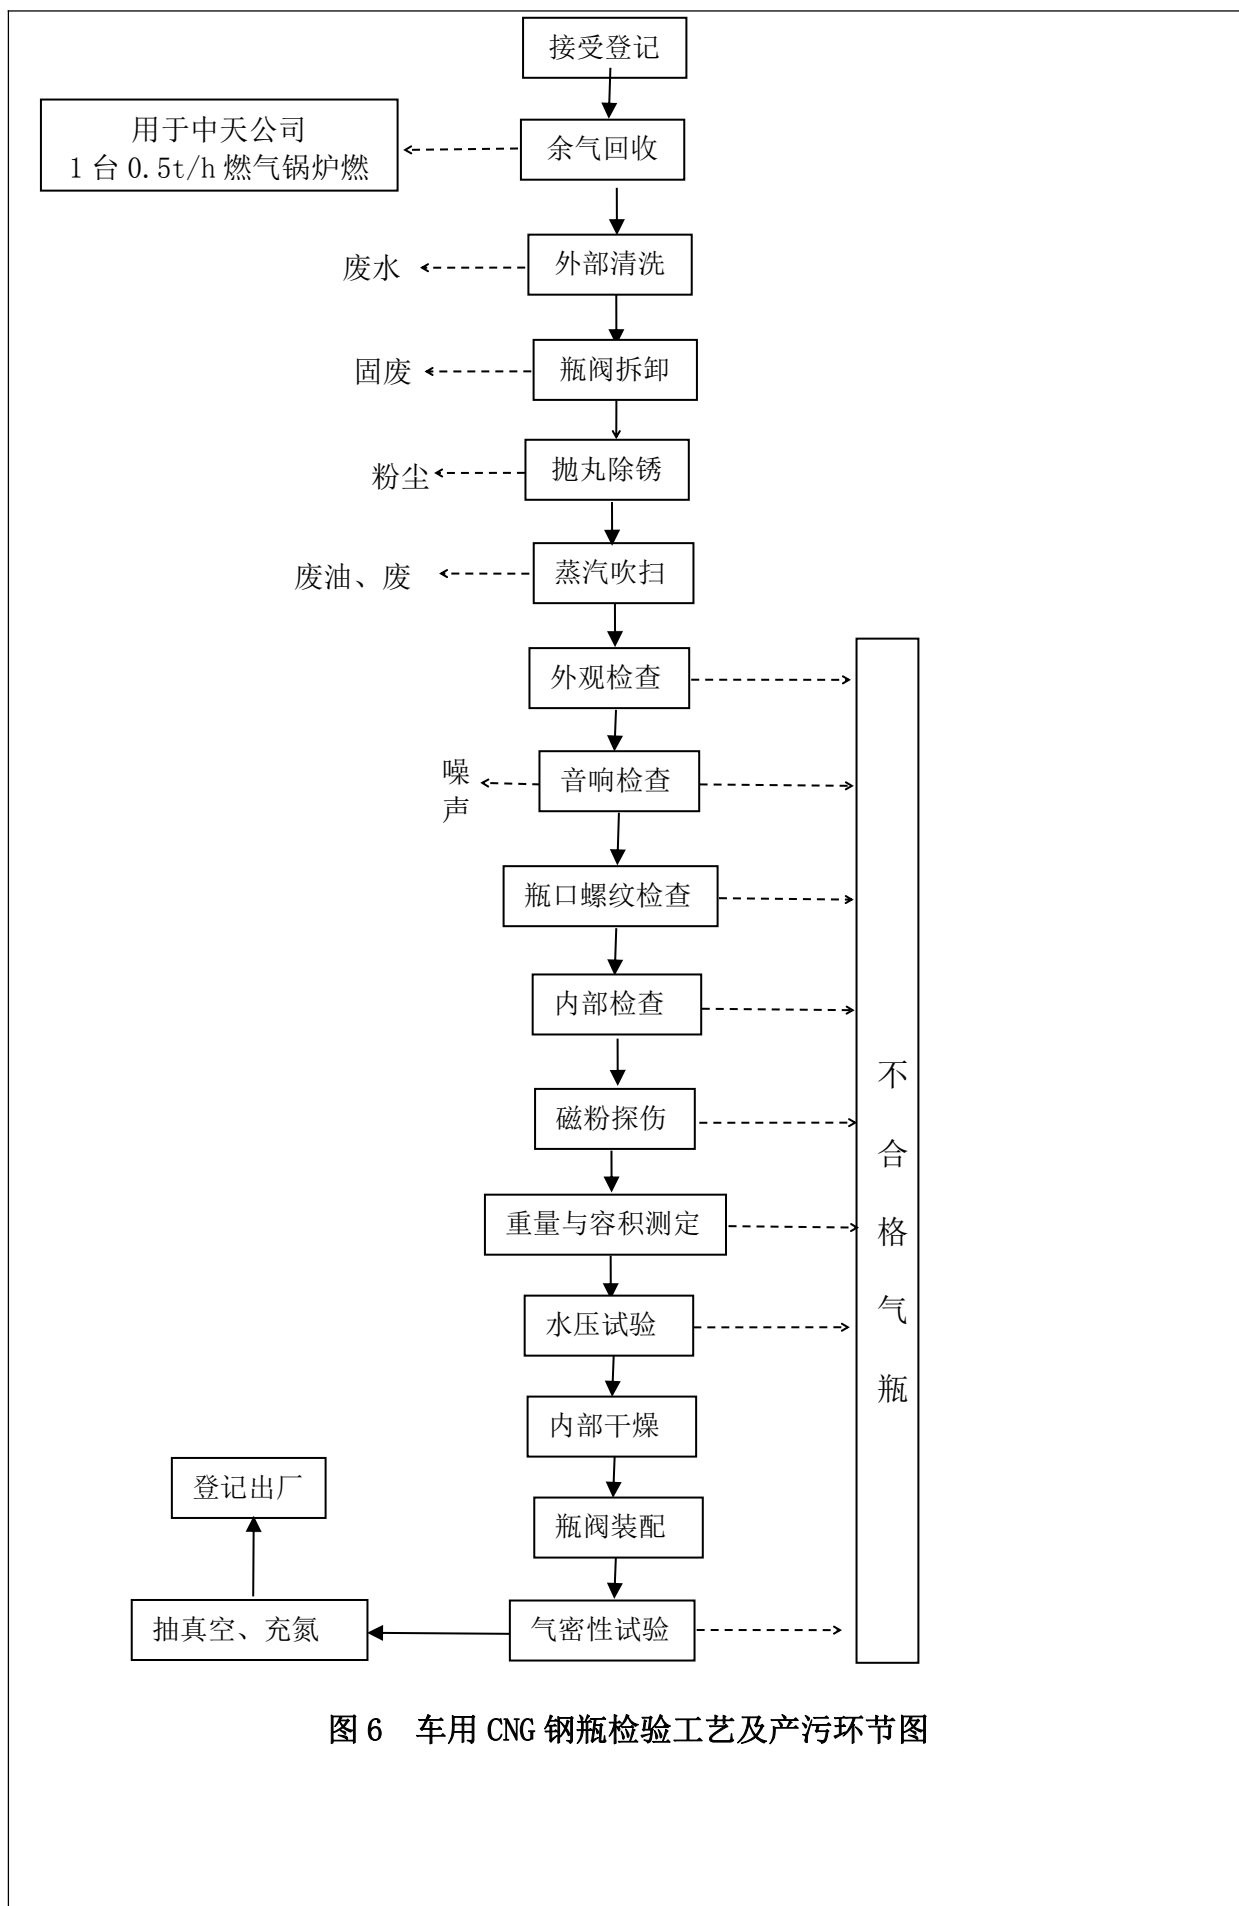 接受登记
用于中天公司
1 台 0.5t/h 燃气锅炉燃
余气回收
废水
外部清洗
固废
瓶阀拆卸
粉尘
抛丸除锈
废油、废
蒸汽吹扫
外观检查
噪
声
音响检查
瓶口螺纹检查
内部检查
磁粉探伤
重量与容积测定
水压试验
不
合
格
气
瓶
内部干燥
登记出厂
瓶阀装配
抽真空、充氮
气密性试验
图 6 车用 CNG 钢瓶检验工艺及产污环节图